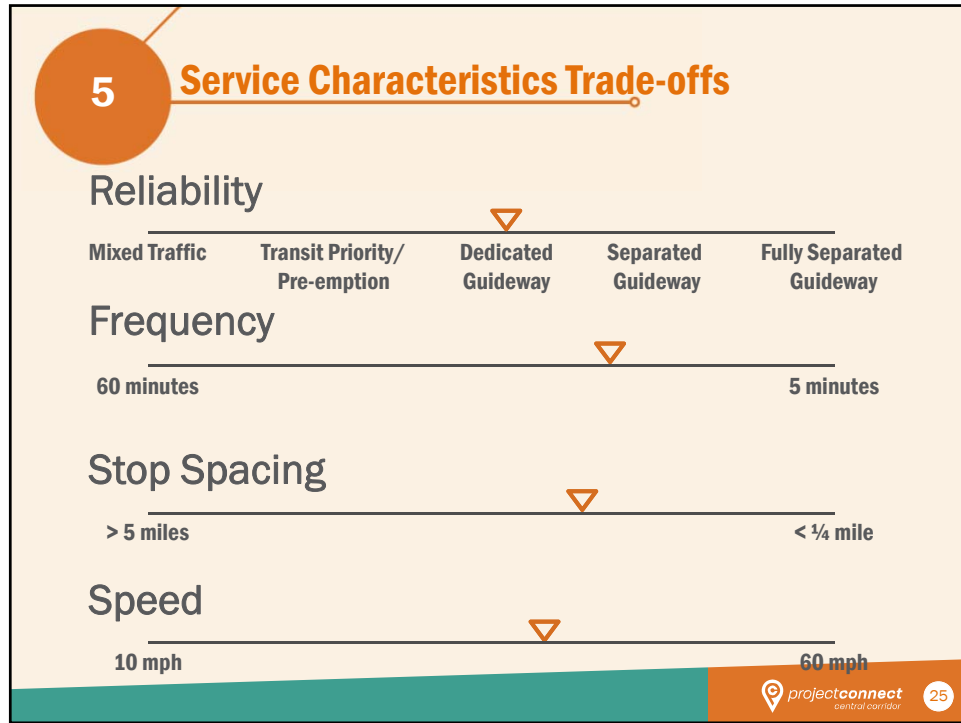 5
Service Characteristics Trade-offs
Reliability
Mixed Traffic
Transit Priority/
Pre-emption
Dedicated
Guideway
Separated
Guideway
Fully Separated
Guideway
Frequency
60 minutes
5 minutes
Stop Spacing
> 5 miles
< ¼ mile
Speed
10 mph
60 mph
projectconnect
central corridor
25